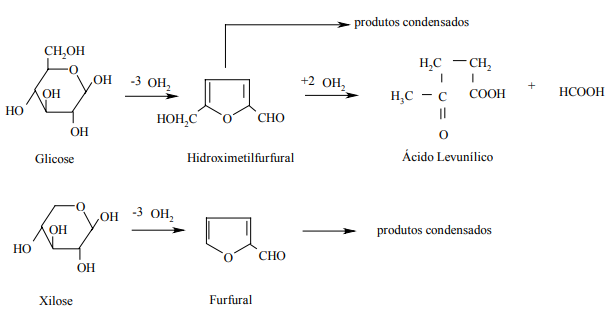 produtos condensados
CH₂OH
O
OH
OH
HO
OH
-3 OH₂
HOH₂C
O
CHO
+2 OH₂
H₂C — CH₂
H₃C — C
COOH
O
+
HCOOH
Glicose
Hidroximetilfurfural
Ácido Levunílico
O
OH
OH
HO
OH
-3 OH₂
O
CHO
produtos condensados
Xilose
Furfural